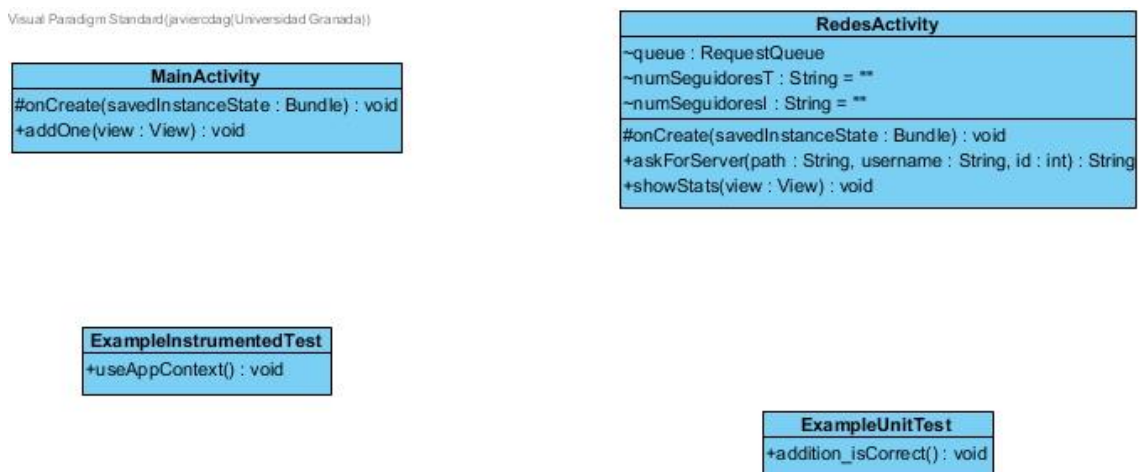 Visual Paradigm Standard(javiercdag(Universidad Granada))
MainActivity
#onCreate(savedInstanceState : Bundle) : void
+addOne(view : View) : void
RedesActivity
~queue : RequestQueue
~numSeguidoresT : String = ""
~numSeguidoresI : String = ""
#onCreate(savedInstanceState : Bundle) : void
+askForServer(path : String, username : String, id : int) : String
+showStats(view : View) : void
ExampleInstrumentedTest
+useAppContext() : void
ExampleUnitTest
+addition_isCorrect() : void